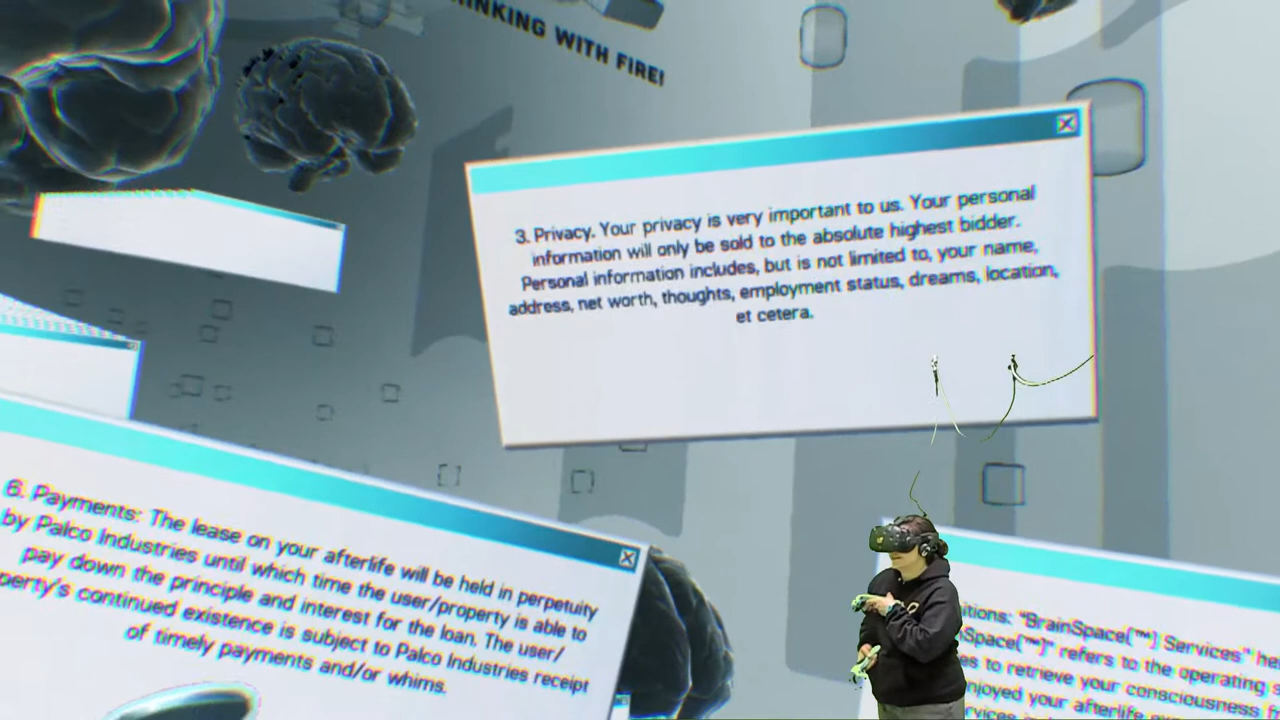 THINKING WITH FIRE!
3. Privacy. Your privacy is very important to us. Your personal
information will only be sold to the absolute highest bidder.
Personal information includes, but is not limited to, your name,
address, net worth, thoughts, employment status, dreams, location,
et cetera.
6. Payments: The lease on your afterlife will be held in perpetuity
by Palco Industries until which time the user/property is able to
pay down the principle and interest for the loan. The user/
perty's continued existence is subject to Palco Industries receipt
of timely payments and/or whims.
itions: "BrainSpace(™) Services" he
Space(™)" refers to the operating s
es to retrieve your consciousness f
njoyed your afterlife
rvices